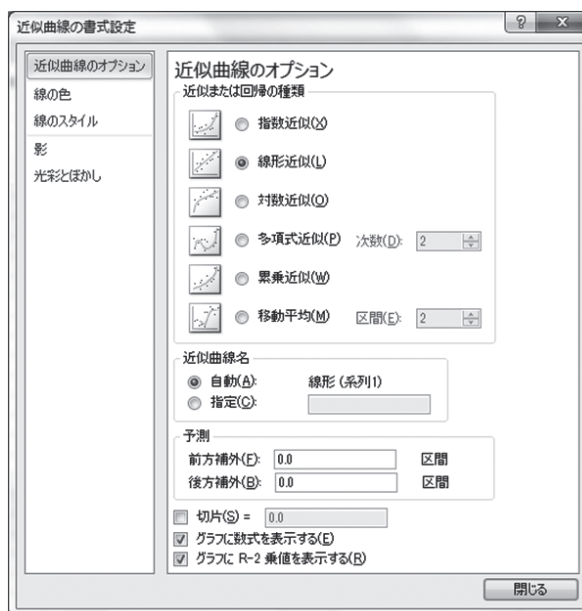 近似曲線の書式設定
近似曲線のオプション
線の色
線のスタイル
影
光彩とぼかし
近似曲線のオプション
近似または回帰の種類
指数近似(X)
線形近似(L)
対数近似(O)
多項式近似(P) 次数(D): 2
累乗近似(W)
移動平均(M) 区間(E): 2
近似曲線名
自動(A): 線形 (系列1)
指定(C):
予測
前方補外(F): 0.0 区間
後方補外(B): 0.0 区間
切片(S) = 0.0
グラフに数式を表示する(E)
グラフに R-2 乗値を表示する(R)
閉じる